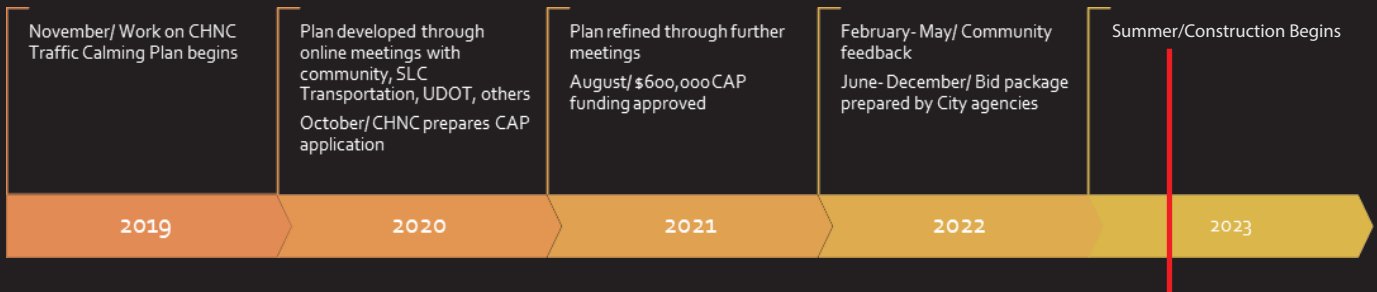 November/ Work on CHNC
Traffic Calming Plan begins
Plan developed through
online meetings with
community, SLC
Transportation, UDOT, others
October/ CHNC prepares CAP
application
Plan refined through further
meetings
August/ $600,000 CAP
funding approved
February- May/ Community
feedback
June- December/ Bid package
prepared by City agencies
Summer/Construction Begins
2019
2020
2021
2022
2023